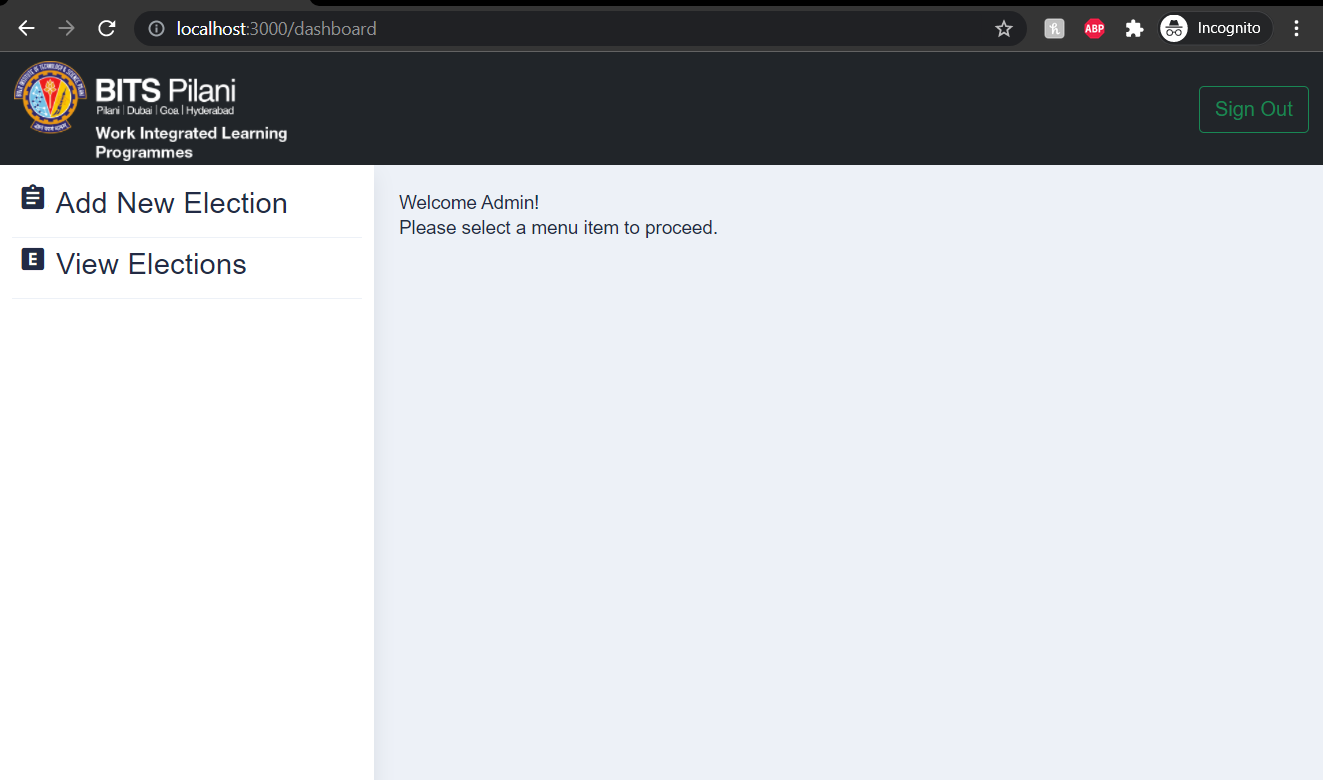 localhost:3000/dashboard
ABP
Incognito
BITS Pilani
Pilani | Dubai | Goa | Hyderabad
Work Integrated Learning
Programmes
Sign Out
Add New Election
E View Elections
Welcome Admin!
Please select a menu item to proceed.